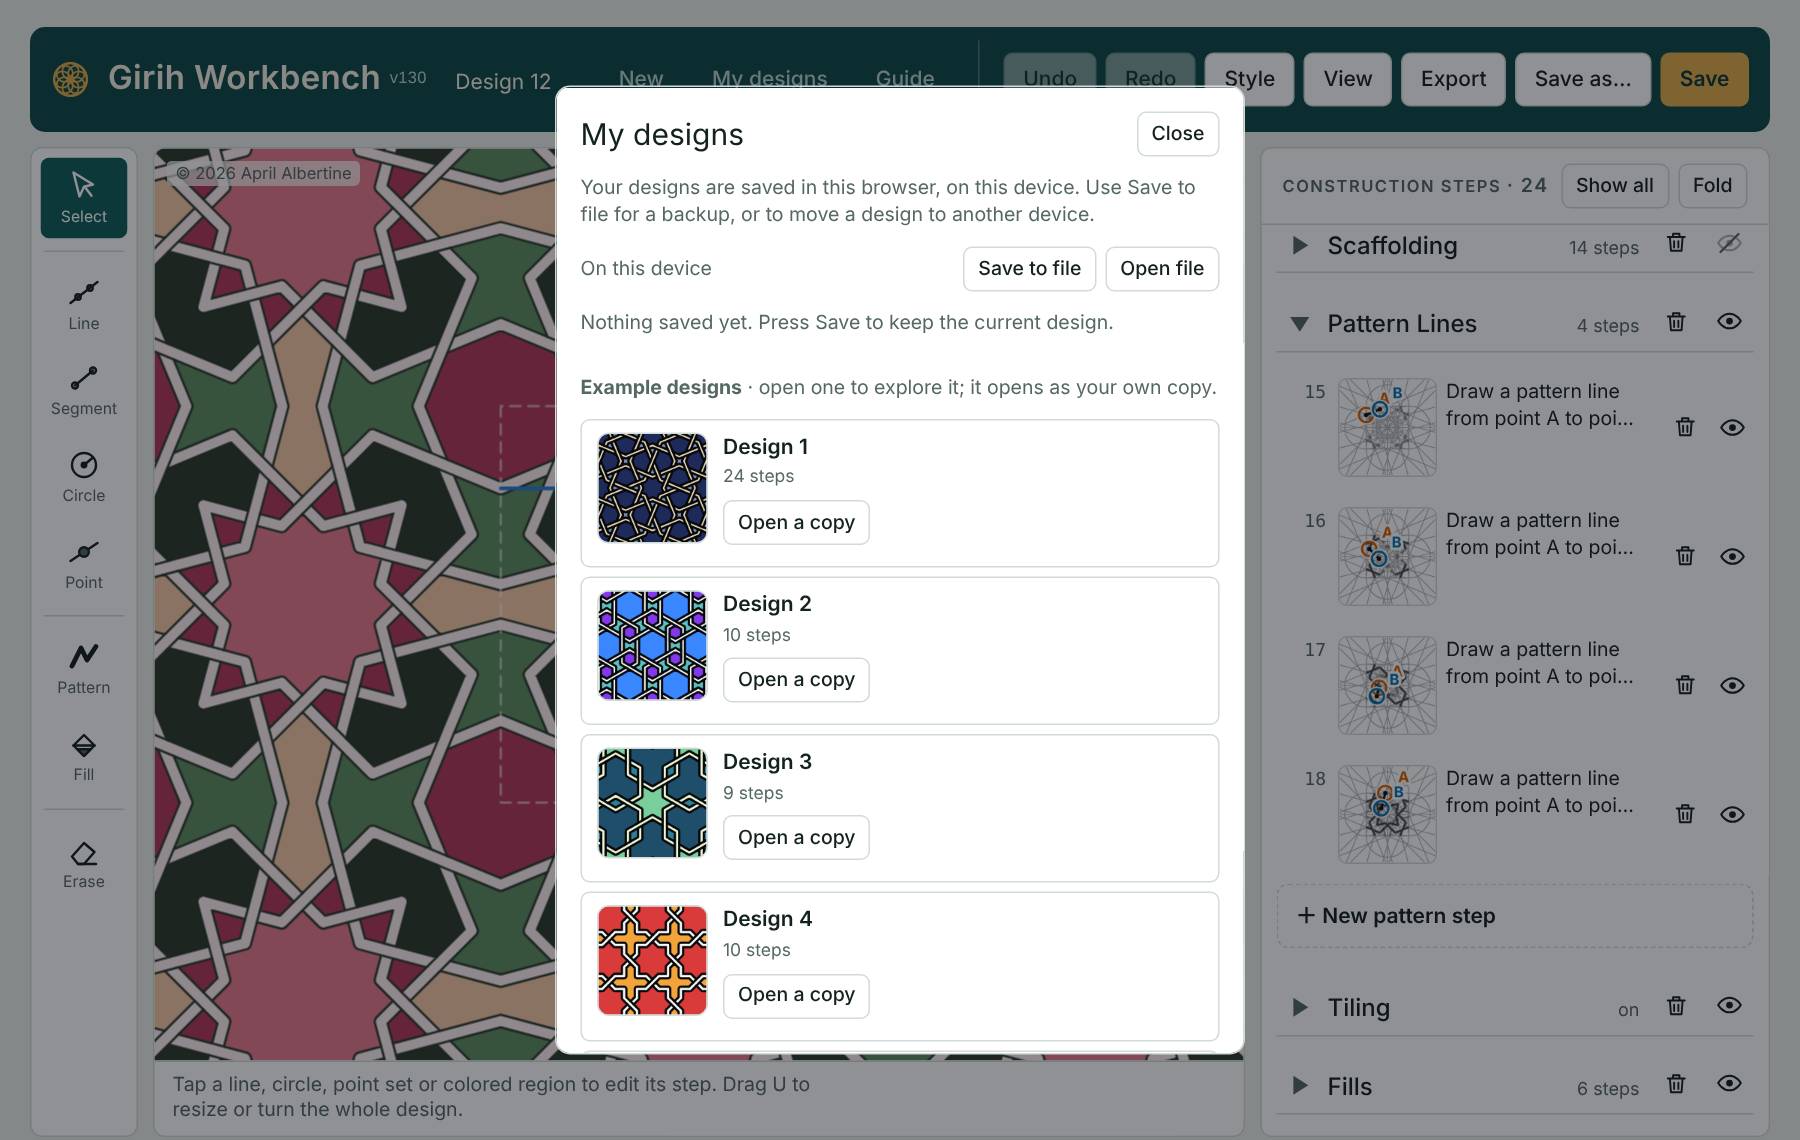 Girih Workbench v130 Design 12 New My designs Guide Undo Redo Style View Export Save as... Save
© 2026 April Albertine
Select
Line
Segment
Circle
Point
Pattern
Fill
Erase
My designs
Close
Your designs are saved in this browser, on this device. Use Save to
file for a backup, or to move a design to another device.
On this device Save to file Open file
Nothing saved yet. Press Save to keep the current design.
Example designs · open one to explore it; it opens as your own copy.
Design 1
24 steps
Open a copy
Design 2
10 steps
Open a copy
Design 3
9 steps
Open a copy
Design 4
10 steps
Open a copy
Tap a line, circle, point set or colored region to edit its step. Drag U to
resize or turn the whole design.
CONSTRUCTION STEPS · 24 Show all Fold
Scaffolding 14 steps
Pattern Lines 4 steps
15 A B Draw a pattern line
from point A to poi...
16 A B Draw a pattern line
from point A to poi...
17 A B Draw a pattern line
from point A to poi...
18 A B Draw a pattern line
from point A to poi...
+ New pattern step
Tiling on
Fills 6 steps